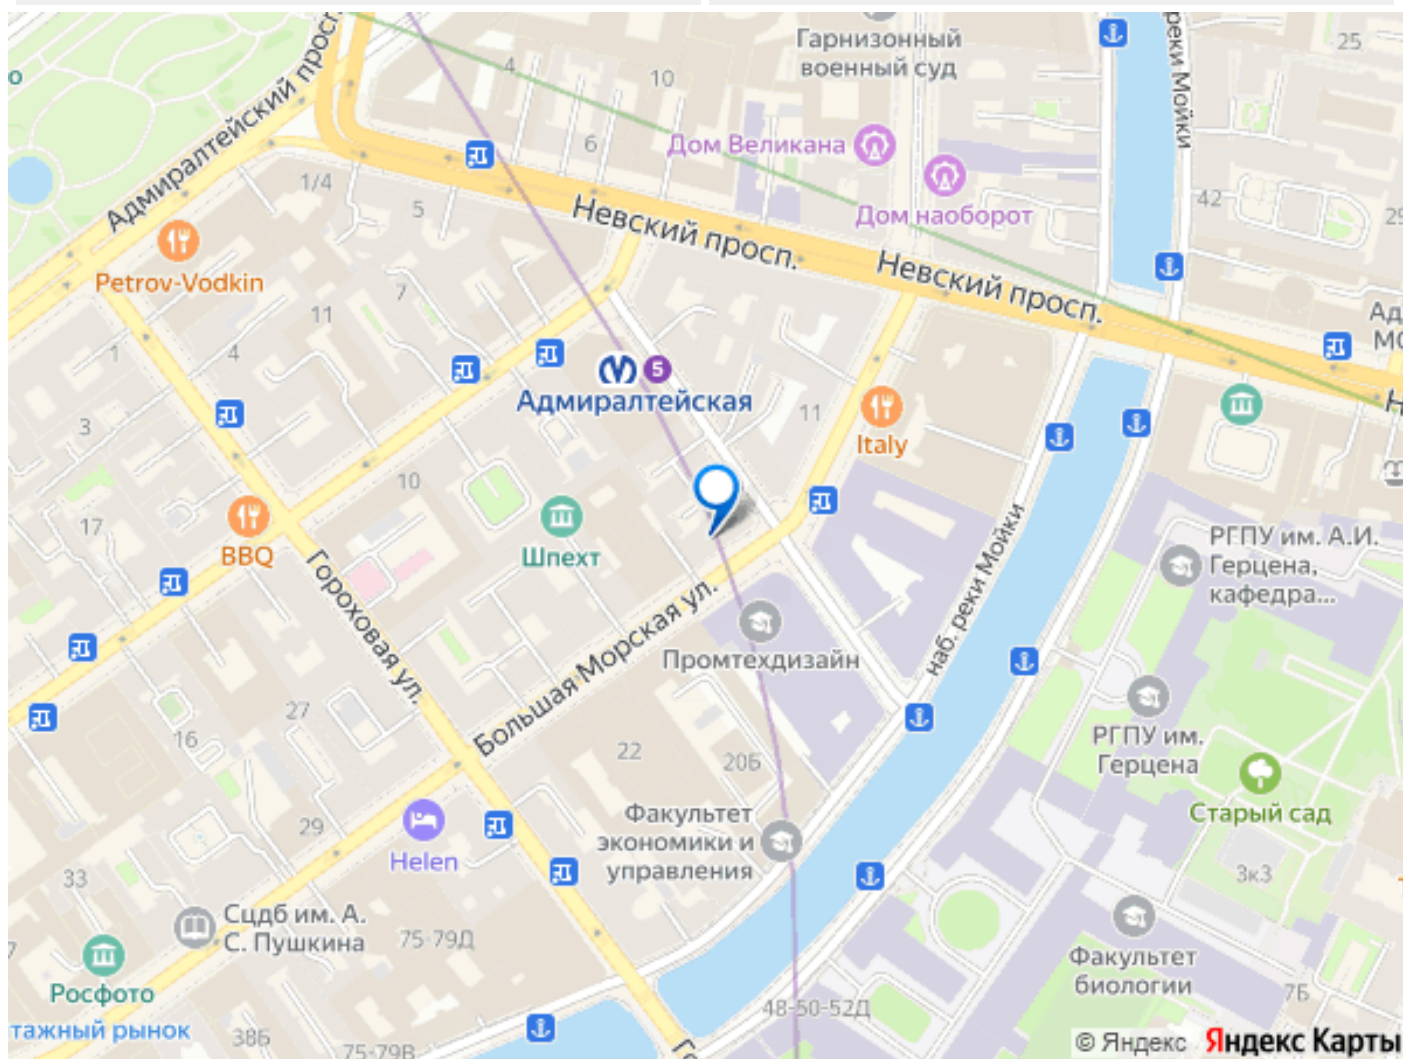 Гарнизонный
военный суд
25
4
10
реки Мойки
Адмиралтейский просп.
6
Дом Великана
1/4
5
42
Дом наоборот
29
Невский просп.
Невский просп.
Petrov-Vodkin
7
11
1
4
5
Адмиралтейская
11
Italy
3
10
17
BBQ
Шпехт
Гороховая ул.
наб. реки Мойки
РГПУ им. А.И.
Герцена,
кафедра...
Большая Морская ул.
Промтехдизайн
27
16
22
20Б
РГПУ им.
Герцена
Старый сад
29
Helen
Факультет
экономики и
управления
33
3к3
Сцдб им. А.
С. Пушкина
75-79Д
Факультет
биологии
Росфото
48-50-52Д
7Б
тажный рынок
38Б
75-79В
© Яндекс Яндекс Карты